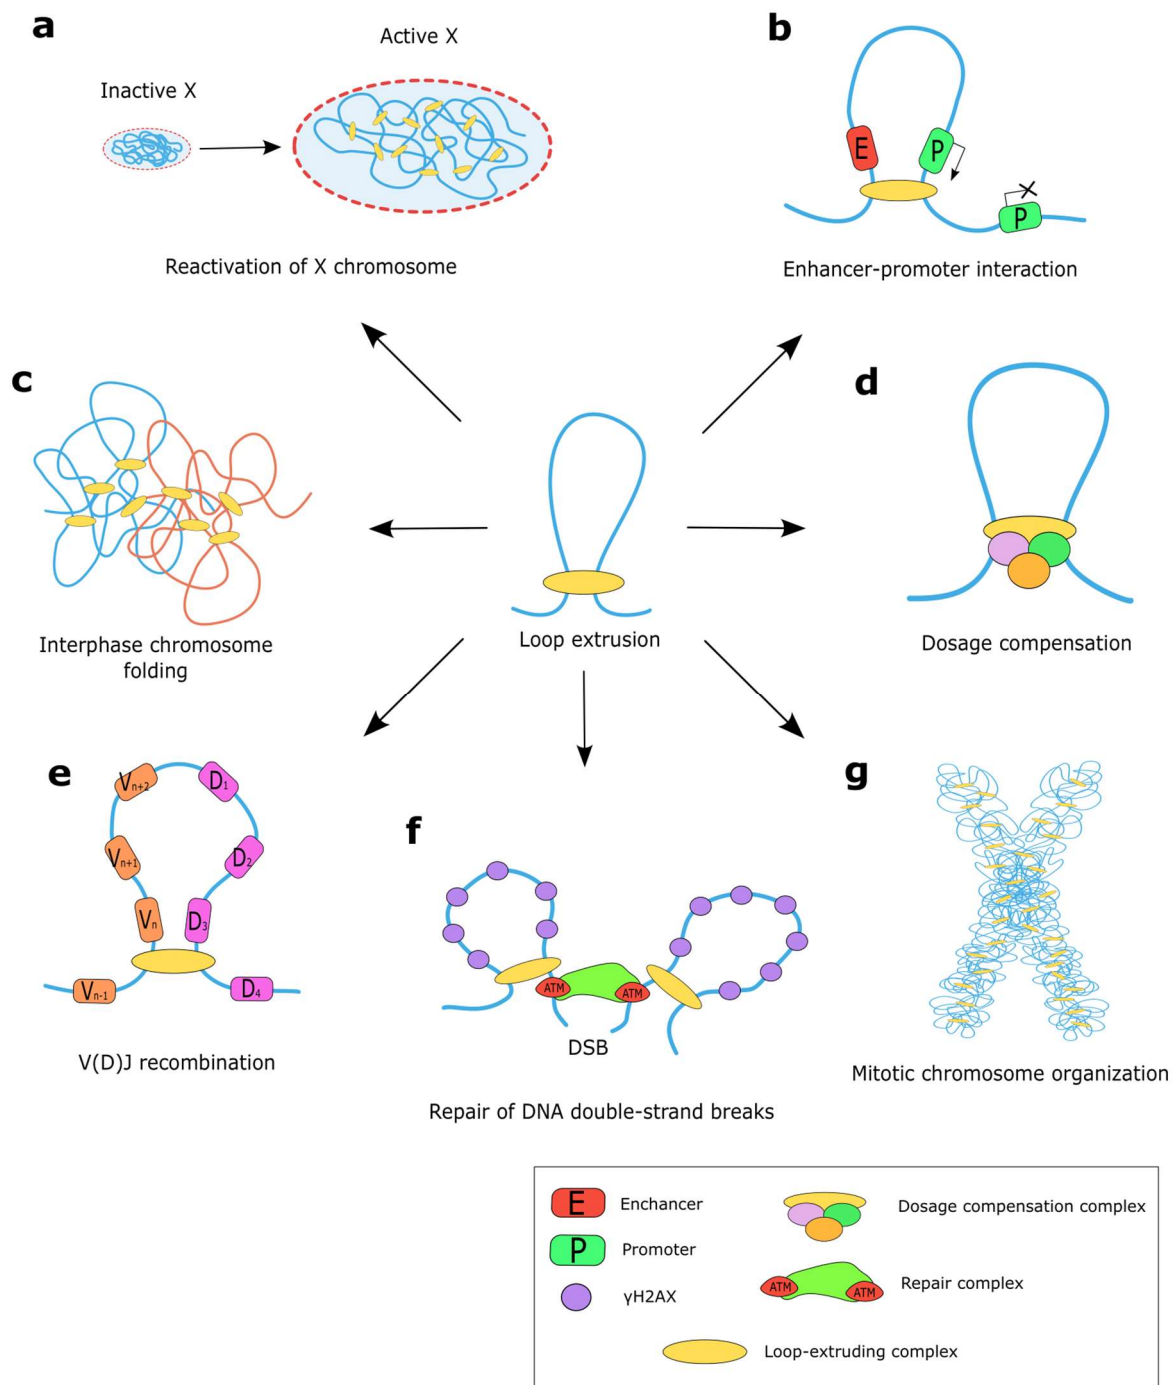 a
Active X
Inactive X
Reactivation of X chromosome
b
E
P
P
Enhancer-promoter interaction
c
Interphase chromosome
folding
Loop extrusion
d
Dosage compensation
e
Vn+2
D1
Vn+1
D2
Vn
D3
Vn-1
D4
V(D)J recombination
f
ATM
ATM
DSB
Repair of DNA double-strand breaks
g
Mitotic chromosome organization
E Enchancer
P Promoter
γH2AX
Dosage compensation complex
ATM ATM Repair complex
Loop-extruding complex